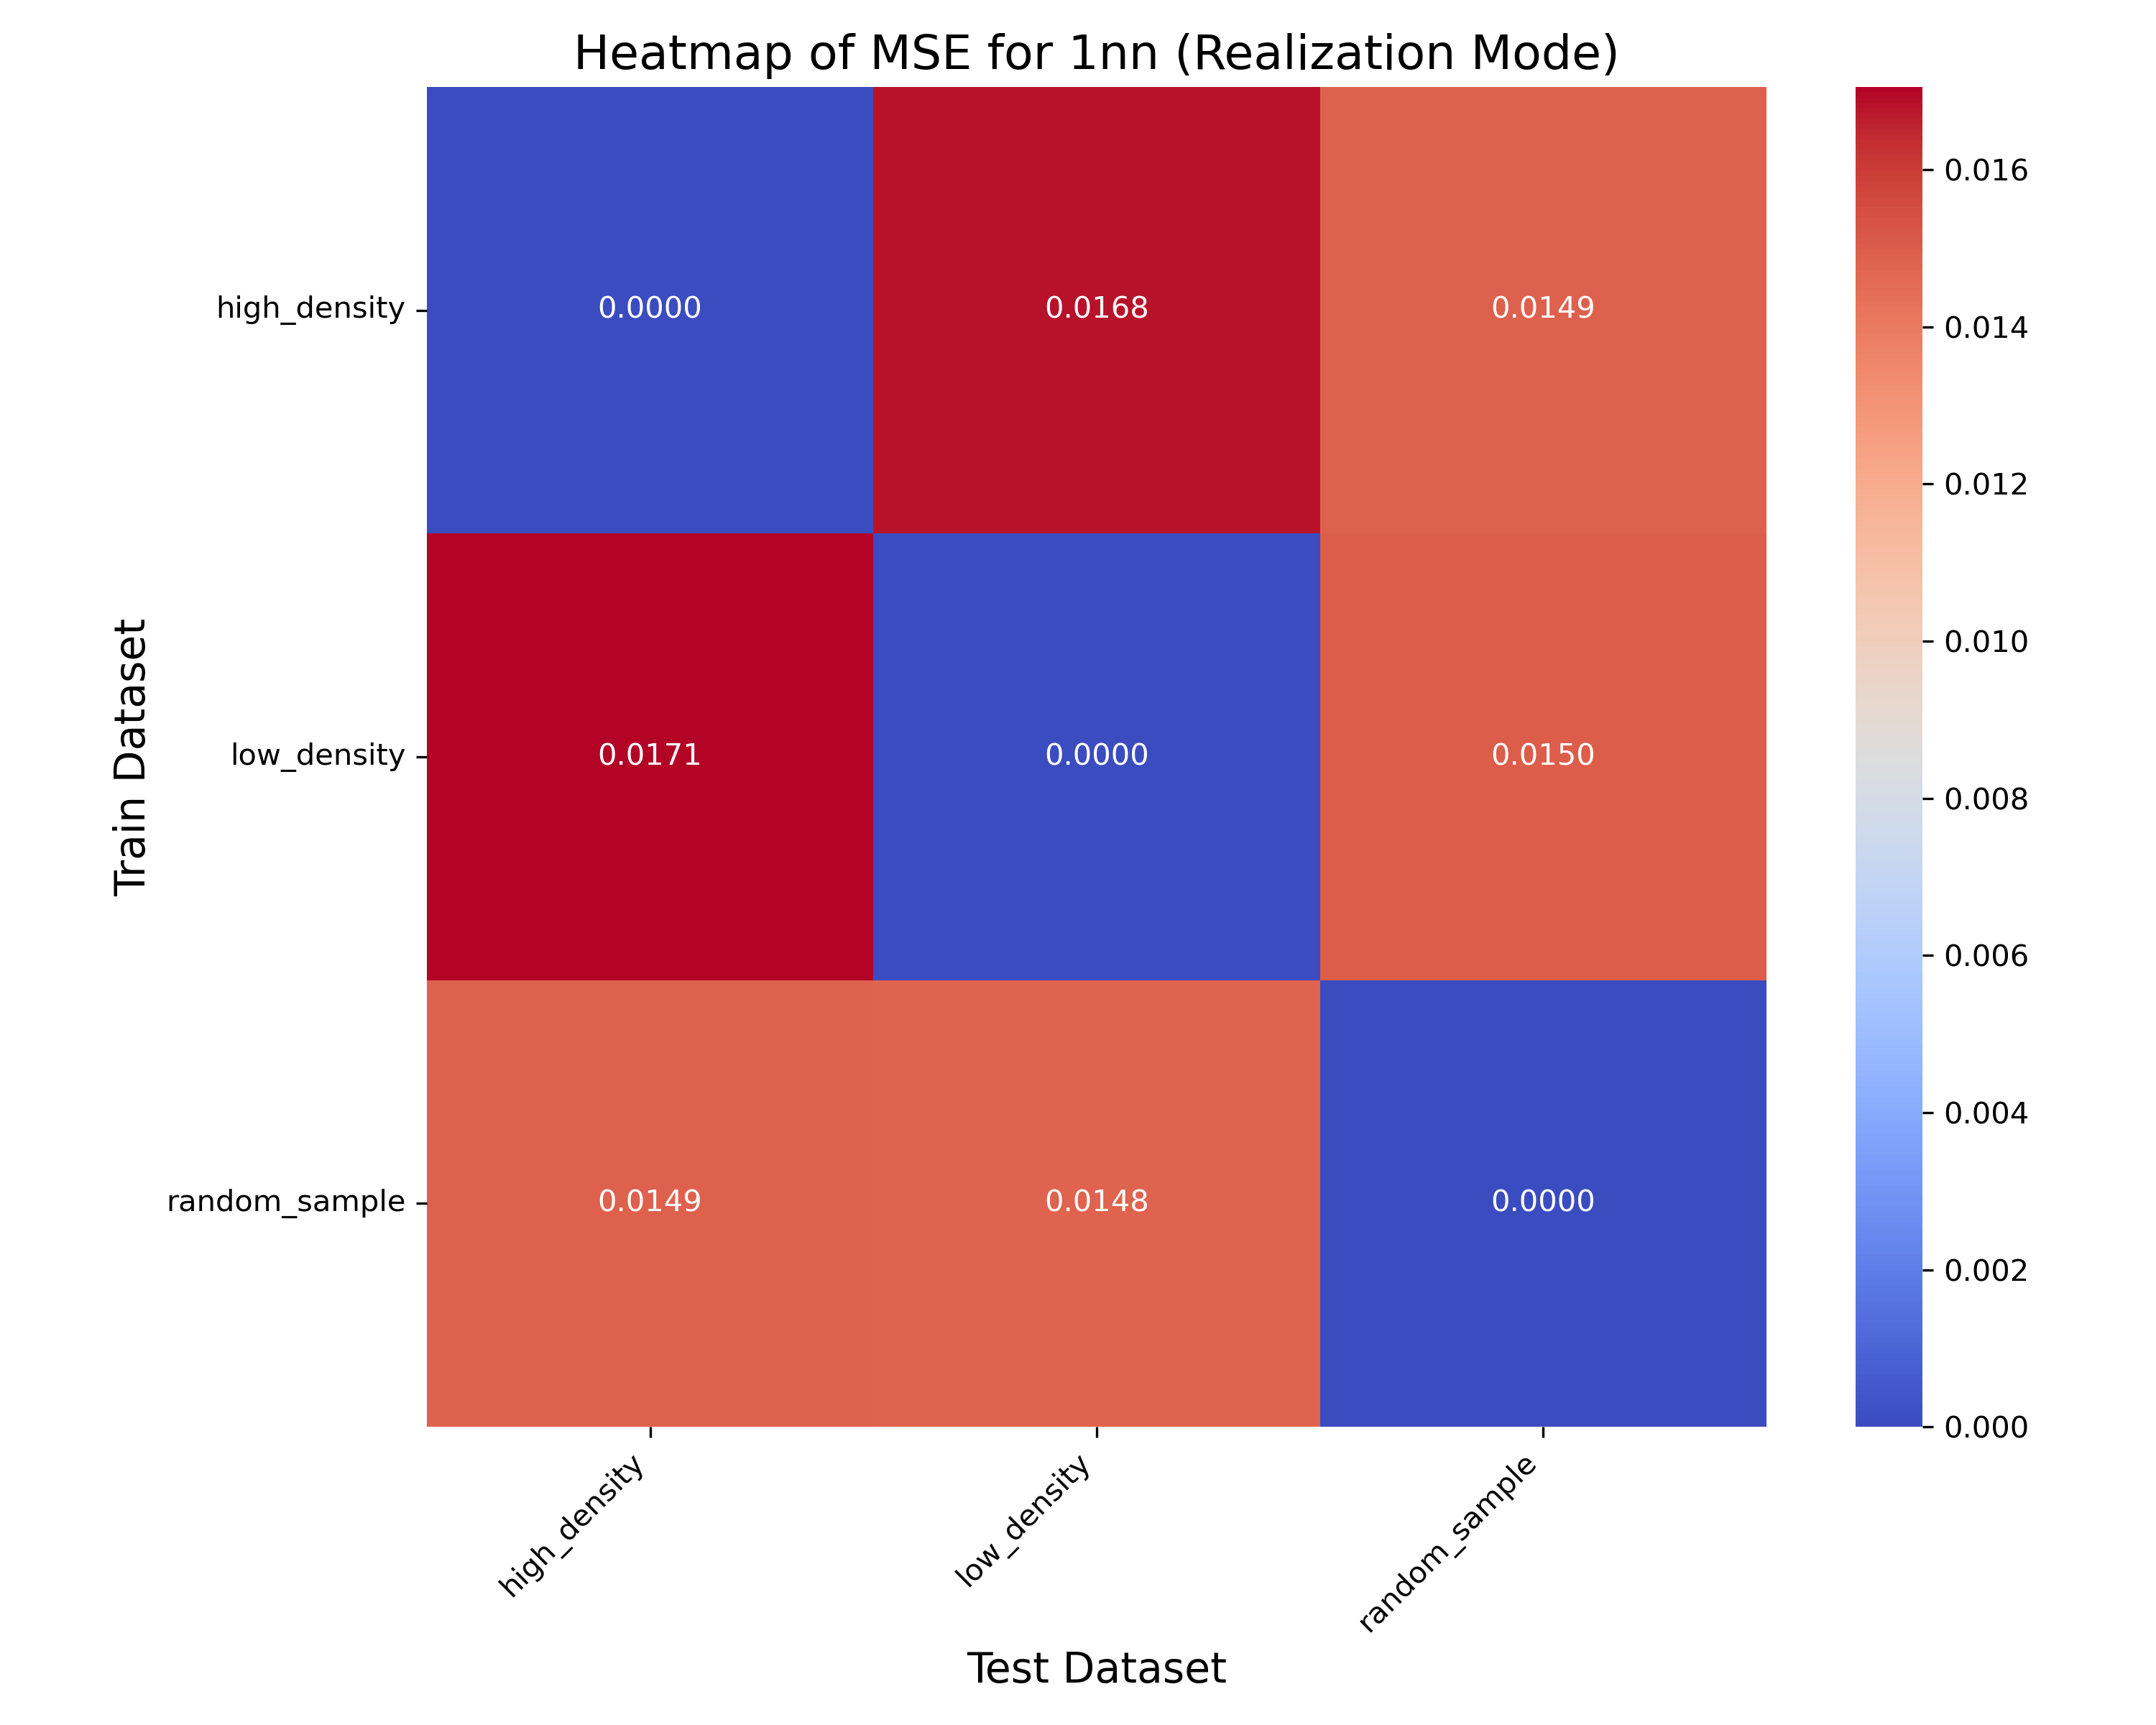 Heatmap of MSE for 1nn (Realization Mode)
Train Dataset
high_density
low_density
random_sample
0.0000 0.0168 0.0149
0.0171 0.0000 0.0150
0.0149 0.0148 0.0000
0.016
0.014
0.012
0.010
0.008
0.006
0.004
0.002
0.000
high_density
low_density
random_sample
Test Dataset